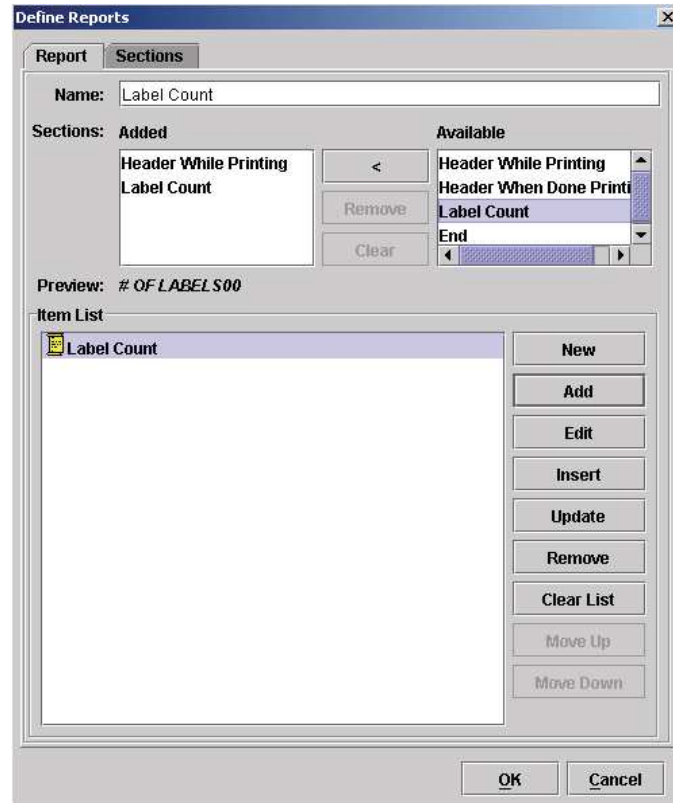 Define Reports
Report Sections
Name: Label Count
Sections: Added Available
Header While Printing
Label Count
<
Remove
Clear
Header While Printing
Header When Done Printi
Label Count
End
Preview: # OF LABELS00
Item List
Label Count
New
Add
Edit
Insert
Update
Remove
Clear List
Move Up
Move Down
OK Cancel